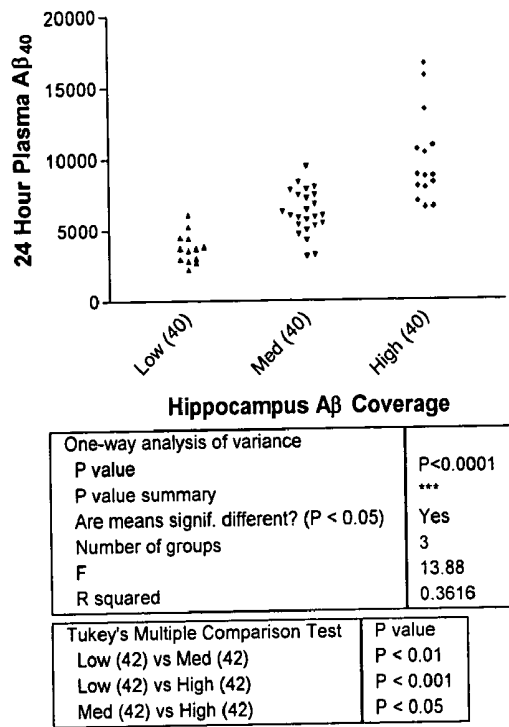 24 Hour Plasma Aβ40
20000
15000
10000
5000
0
Low (40)
Med (40)
High (40)
Hippocampus Aβ Coverage
One-way analysis of variance
P value P<0.0001
P value summary ***
Are means signif. different? (P < 0.05) Yes
Number of groups 3
F 13.88
R squared 0.3616
Tukey's Multiple Comparison Test P value
Low (42) vs Med (42) P < 0.01
Low (42) vs High (42) P < 0.001
Med (42) vs High (42) P < 0.05